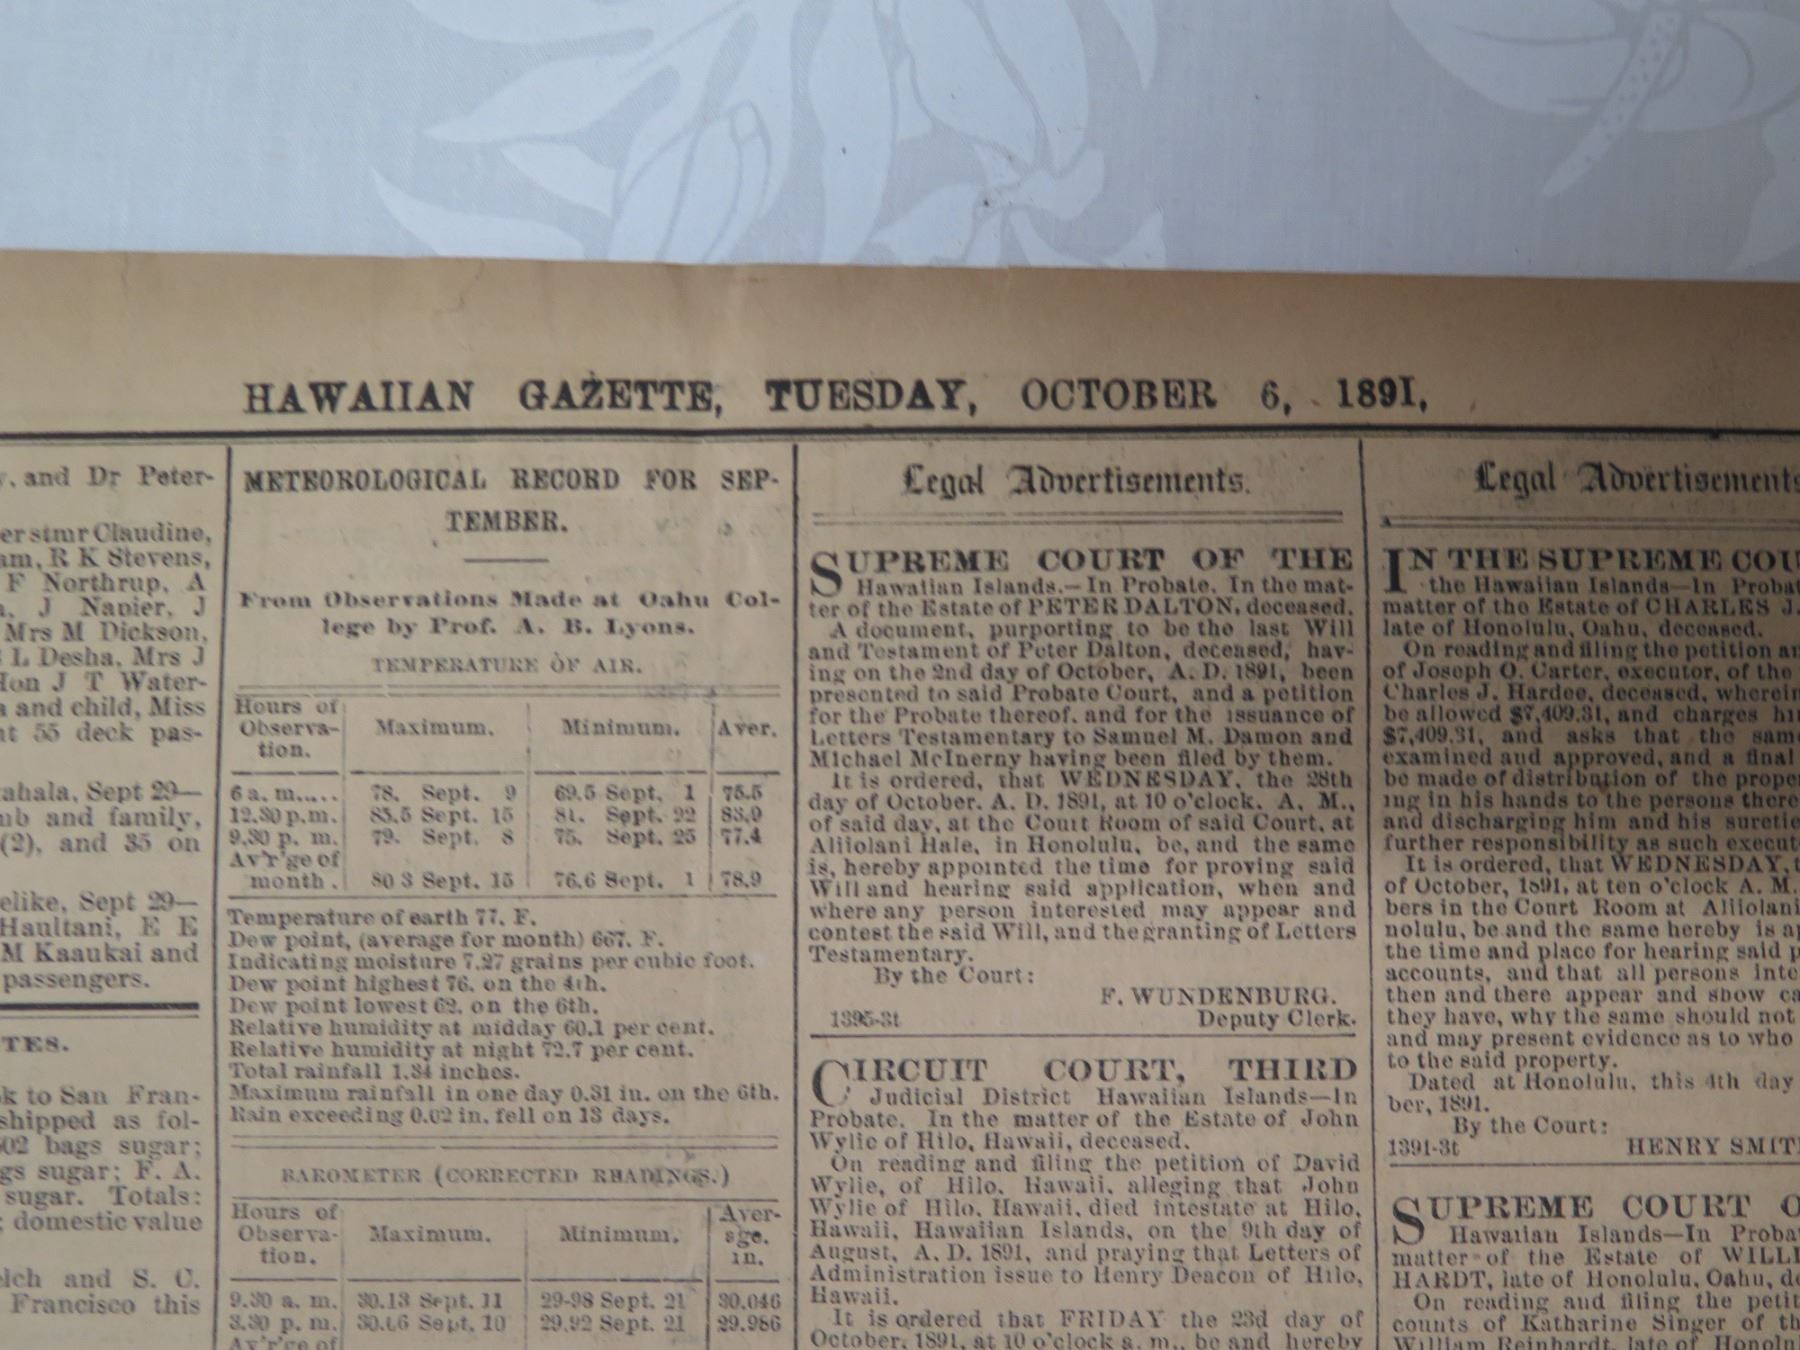 HAWAIIAN GAZETTE, TUESDAY, OCTOBER 6, 1891,
and Dr Peter-
er stmr Claudine,
am, R K Stevens,
F Northrup, A
J Napier, J
Mrs M Dickson,
L Desha, Mrs J
Hon J T Water-
a and child, Miss
55 deck pas-
Sept 29—
and family,
(2), and 35 on
elike, Sept 29—
Haultani, E E
M Kaaukai and
passengers.
TES.
k to San Fran-
shipped as fol-
502 bags sugar;
gs sugar; F. A.
sugar. Totals:
; domestic value
elch and S. C.
Francisco this
METEOROLOGICAL RECORD FOR SEP-
TEMBER.
From Observations Made at Oahu Col-
lege by Prof. A. B. Lyons.
TEMPERATURE OF AIR.
Hours of
Observa- Maximum. Minimum. Aver.
tion.
6 a. m..... 78. Sept. 9 69.5 Sept. 1 75.5
12.30 p.m. 85.5 Sept. 15 81. Sept. 22 83.9
9.30 p. m. 79. Sept. 8 75. Sept. 25 77.4
Av'r'ge of
month . 80 3 Sept. 15 76.6 Sept. 1 78.9
Temperature of earth 77. F.
Dew point, (average for month) 667. F.
Indicating moisture 7.27 grains per cubic foot.
Dew point highest 76. on the 4th.
Dew point lowest 62. on the 6th.
Relative humidity at midday 60.1 per cent.
Relative humidity at night 72.7 per cent.
Total rainfall 1.34 inches.
Maximum rainfall in one day 0.31 in. on the 6th.
Rain exceeding 0.02 in. fell on 13 days.
BAROMETER (CORRECTED RHADINGS.)
Hours of Aver-
Observa- Maximum. Minimum. age.
tion. in.
9.30 a. m. 30.13 Sept. 11 29-98 Sept. 21 30.046
3.30 p. m. 30.06 Sept. 10 29.92 Sept. 21 29.986
Av'r'ge of
Legal Advertisements.
SUPREME COURT OF THE
Hawaiian Islands.—In Probate. In the mat-
ter of the Estate of PETER DALTON, deceased.
A document, purporting to be the last Will
and Testament of Peter Dalton, deceased, hav-
ing on the 2nd day of October, A. D. 1891, been
presented to said Probate Court, and a petition
for the Probate thereof. and for the issuance of
Letters Testamentary to Samuel M. Damon and
Michael McInerny having been filed by them.
It is ordered, that WEDNESDAY, the 28th
day of October. A. D. 1891, at 10 o'clock. A. M.,
of said day, at the Court Room of said Court, at
Aliiolani Hale, in Honolulu, be, and the same
is, hereby appointed the time for proving said
Will and hearing said application, when and
where any person interested may appear and
contest the said Will, and the granting of Letters
Testamentary.
By the Court:
F. WUNDENBURG.
1395-3t Deputy Clerk.
CIRCUIT COURT, THIRD
Judicial District Hawaiian Islands—In
Probate. In the matter of the Estate of John
Wylie of Hilo, Hawaii, deceased.
On reading and filing the petition of David
Wylie, of Hilo, Hawaii, alleging that John
Wylie of Hilo. Hawaii, died intestate at Hilo,
Hawaii, Hawaiian Islands, on the 9th day of
August, A. D. 1891, and praying that Letters of
Administration issue to Henry Deacon of Hilo,
Hawaii.
It is ordered that FRIDAY the 23d day of
October, 1891, at 10 o'clock a. m., be and hereby
Legal Advertisements
IN THE SUPREME COU
the Hawaiian Islands—In Probat
matter of the Estate of CHARLES J.
late of Honolulu, Oahu, deceased.
On reading and filing the petition an
of Joseph O. Carter, executor, of the
Charles J. Hardee, deceased, wherein
be allowed $7,409.31, and charges hi
$7,409.31, and asks that the same
examined and approved, and a final
be made of distribution of the prope
ing in his hands to the persons there
and discharging him and his suretie
further responsibility as such execut
It is ordered, that WEDNESDAY, t
of October, 1891, at ten o'clock A. M.
bers in the Court Room at Aliiolani
nolulu, be and the same hereby is ap
the time and place for hearing said p
accounts, and that all persons inte
then and there appear and show ca
they have, why the same should not
and may present evidence as to who
to the said property.
Dated at Honolulu, this 4th day
ber, 1891.
By the Court:
1391-3t HENRY SMIT
SUPREME COURT O
Hawaiian Islands—In Proba
matter of the Estate of WILLI
HARDT, late of Honolulu, Oahu, de
On reading and filing the petit
counts of Katharine Singer of th
William Reinhardt, late of Honolu